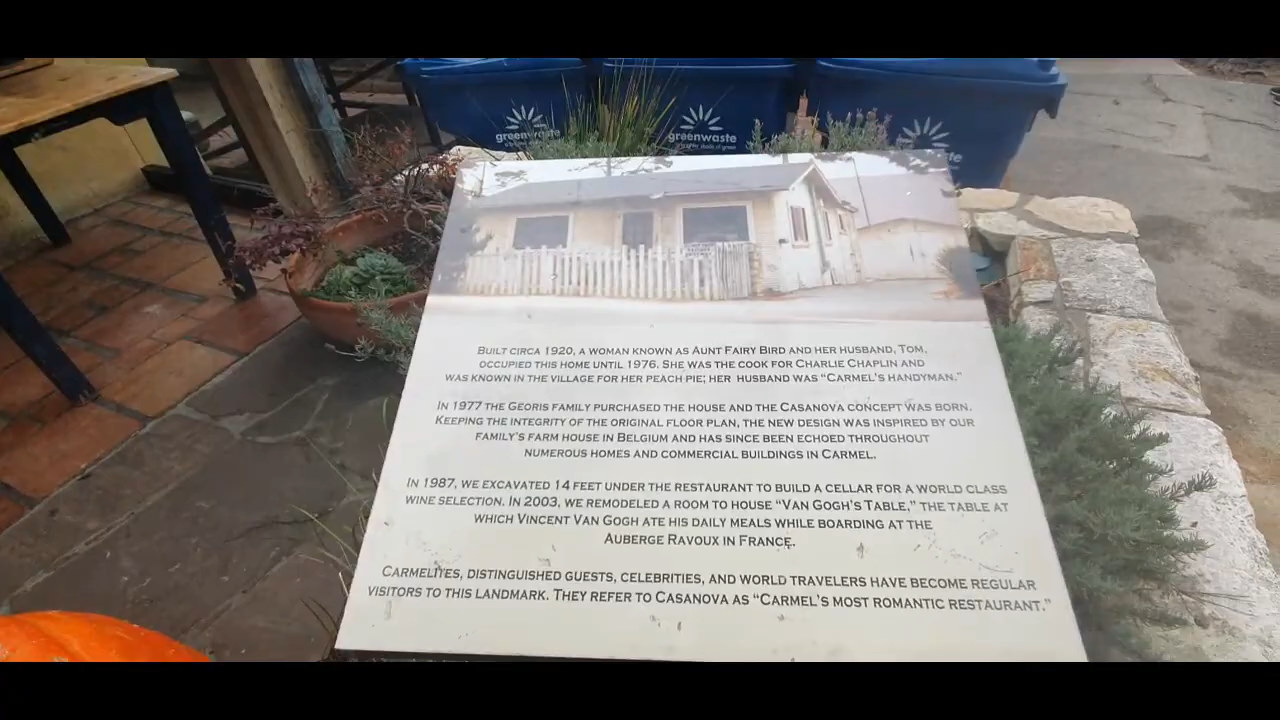 greenwaste
greenwaste
BUILT CIRCA 1920, A WOMAN KNOWN AS AUNT FAIRY BIRD AND HER HUSBAND, TOM,
OCCUPIED THIS HOME UNTIL 1976. SHE WAS THE COOK FOR CHARLIE CHAPLIN AND
WAS KNOWN IN THE VILLAGE FOR HER PEACH PIE; HER HUSBAND WAS “CARMEL’S HANDYMAN.”
IN 1977 THE GEORIS FAMILY PURCHASED THE HOUSE AND THE CASANOVA CONCEPT WAS BORN.
KEEPING THE INTEGRITY OF THE ORIGINAL FLOOR PLAN, THE NEW DESIGN WAS INSPIRED BY OUR
FAMILY’S FARM HOUSE IN BELGIUM AND HAS SINCE BEEN ECHOED THROUGHOUT
NUMEROUS HOMES AND COMMERCIAL BUILDINGS IN CARMEL.
IN 1987, WE EXCAVATED 14 FEET UNDER THE RESTAURANT TO BUILD A CELLAR FOR A WORLD CLASS
WINE SELECTION. IN 2003, WE REMODELED A ROOM TO HOUSE “VAN GOGH’S TABLE,” THE TABLE AT
WHICH VINCENT VAN GOGH ATE HIS DAILY MEALS WHILE BOARDING AT THE
AUBERGE RAVOUX IN FRANCE.
CARMELITES, DISTINGUISHED GUESTS, CELEBRITIES, AND WORLD TRAVELERS HAVE BECOME REGULAR
VISITORS TO THIS LANDMARK. THEY REFER TO CASANOVA AS “CARMEL’S MOST ROMANTIC RESTAURANT.”